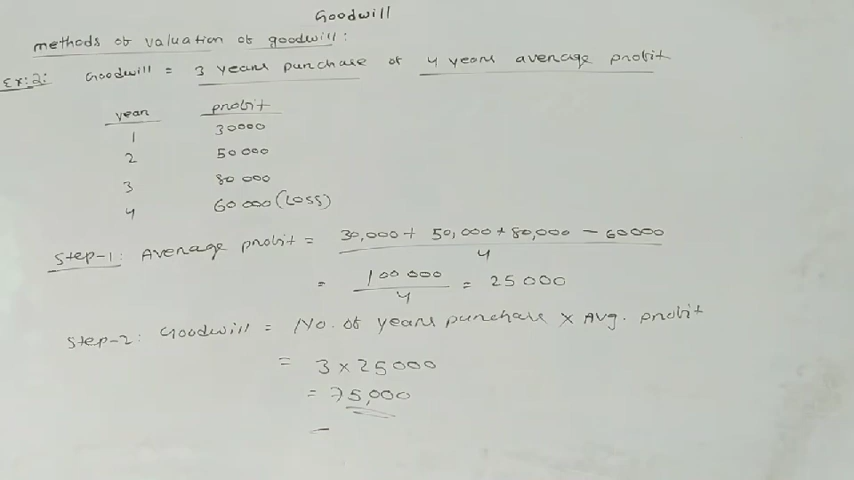 Goodwill
methods of valuation of goodwill:
Ex:2: Goodwill = 3 years purchase of 4 years average profit
year profit
1 30000
2 50 000
3 80 000
4 60 000 (Loss)
Step-1: Average profit = 30,000 + 50,000 + 80,000 - 60000
4
= 100 000 = 25 000
4
Step-2: Goodwill = No. of years purchase × Avg. profit
= 3 × 25000
= 75,000